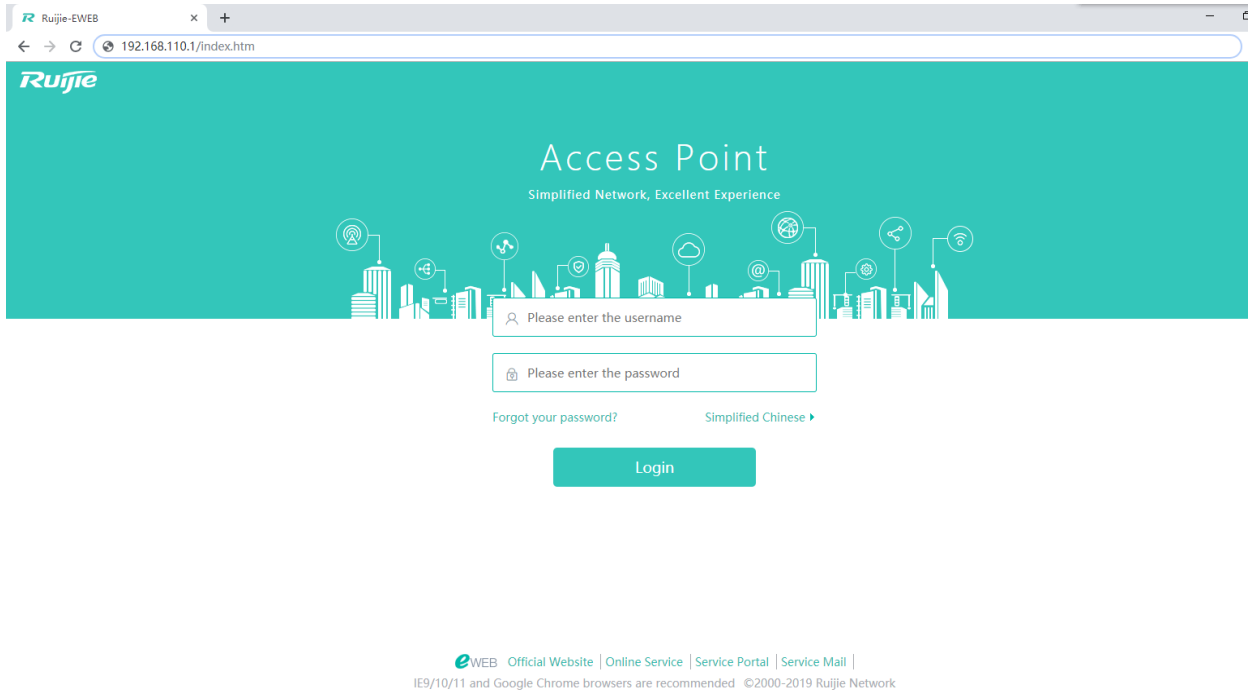 Ruijie-EWEB
192.168.110.1/index.htm
Ruijie
Access Point
Simplified Network, Excellent Experience
@
Please enter the username
Please enter the password
Forgot your password? Simplified Chinese
Login
eWEB Official Website | Online Service | Service Portal | Service Mail |
IE9/10/11 and Google Chrome browsers are recommended ©2000-2019 Ruijie Network